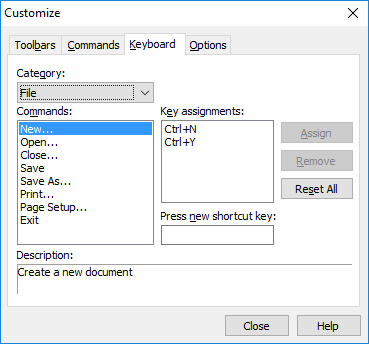 Customize
Toolbars Commands Keyboard Options
Category:
File
Commands:
New...
Open...
Close...
Save
Save As...
Print...
Page Setup...
Exit
Key assignments:
Ctrl+N
Ctrl+Y
Assign
Remove
Reset All
Press new shortcut key:
Description:
Create a new document
Close Help